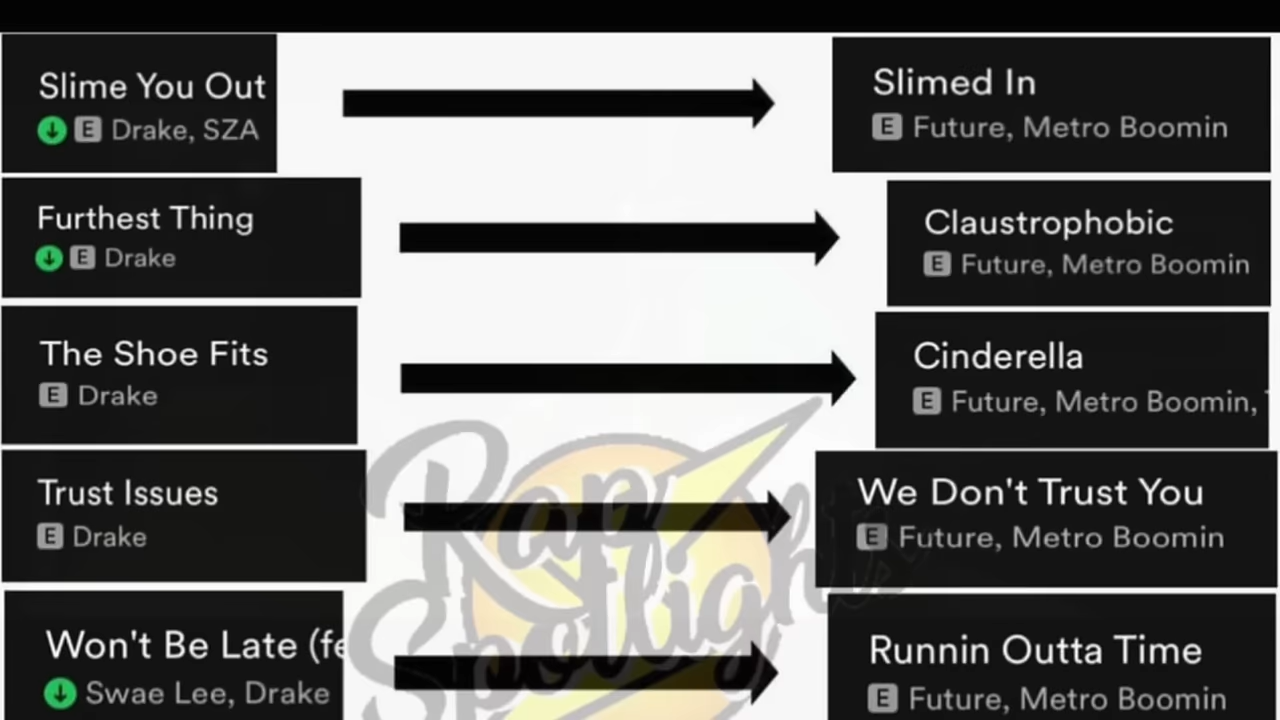 Slime You Out
E Drake, SZA
Slimed In
E Future, Metro Boomin
Furthest Thing
E Drake
Claustrophobic
E Future, Metro Boomin
The Shoe Fits
E Drake
Cinderella
E Future, Metro Boomin,
Trust Issues
E Drake
We Don't Trust You
E Future, Metro Boomin
Won't Be Late (fe
Swae Lee, Drake
Runnin Outta Time
E Future, Metro Boomin
Rap
Spotlights